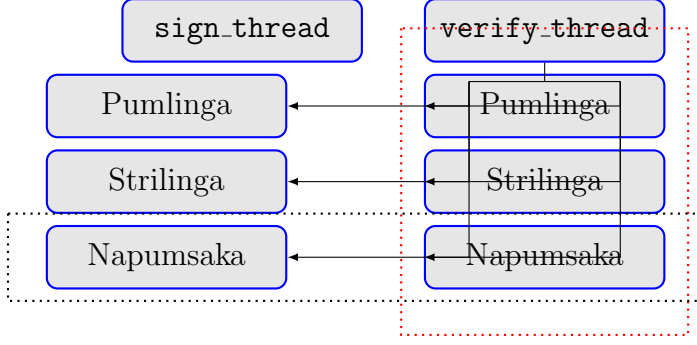 sign_thread verify_thread
Pumlinga Pumlinga
Strilinga Strilinga
Napumsaka Napumsaka